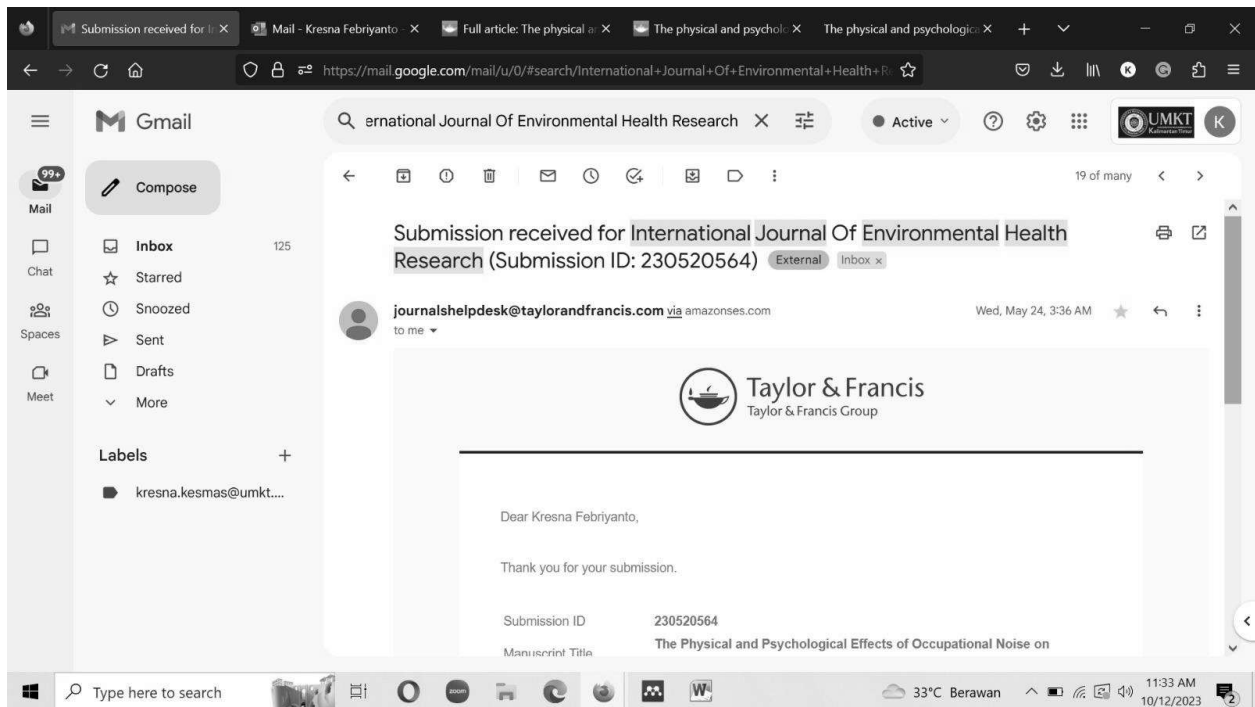 Submission received for I
Mail - Kresna Febriyanto -
Full article: The physical a
The physical and psycholo
The physical and psychologica
https://mail.google.com/mail/u/0/#search/International+Journal+Of+Environmental+Health+R
K
G
Gmail
ernational Journal Of Environmental Health Research
Active
UMKT
Kalimantan Timur
K
99+
Mail
Chat
Spaces
Meet
Compose
Inbox 125
Starred
Snoozed
Sent
Drafts
More
Labels +
kresna.kesmas@umkt....
19 of many
Submission received for International Journal Of Environmental Health
Research (Submission ID: 230520564) External Inbox x
journalshelpdesk@taylorandfrancis.com via amazonses.com Wed, May 24, 3:36 AM
to me
Taylor & Francis
Taylor & Francis Group
Dear Kresna Febriyanto,
Thank you for your submission.
Submission ID 230520564
Manuscript Title The Physical and Psychological Effects of Occupational Noise on
Type here to search
zoom
W
33°C Berawan
11:33 AM
10/12/2023
2